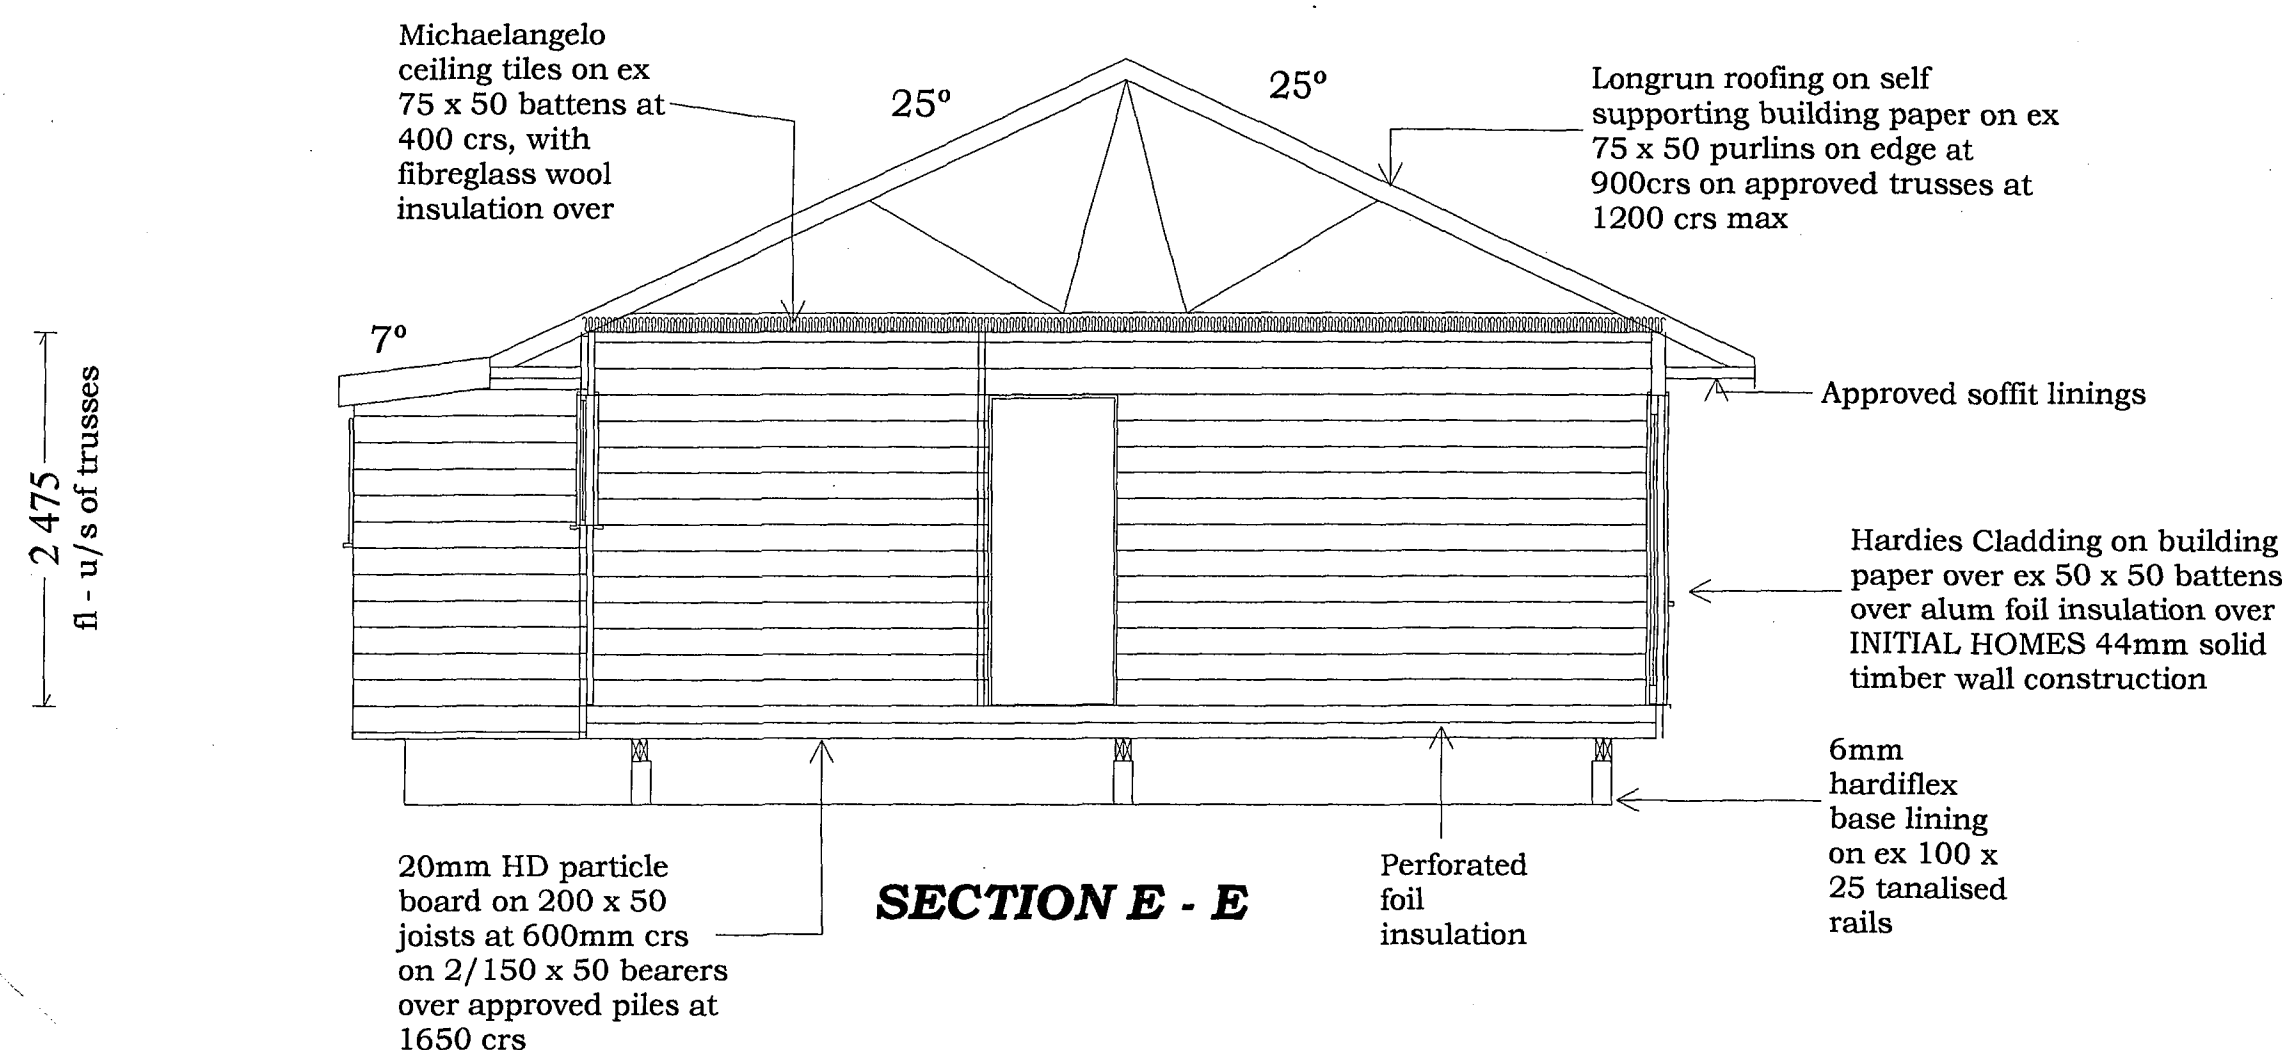 Michaelangelo
ceiling tiles on ex
75 x 50 battens at
400 crs, with
fibreglass wool
insulation over
25º
25º
Longrun roofing on self
supporting building paper on ex
75 x 50 purlins on edge at
900crs on approved trusses at
1200 crs max
7º
2 475
fl - u/s of trusses
Approved soffit linings
Hardies Cladding on building
paper over ex 50 x 50 battens
over alum foil insulation over
INITIAL HOMES 44mm solid
timber wall construction
6mm
hardiflex
base lining
on ex 100 x
25 tanalised
rails
20mm HD particle
board on 200 x 50
joists at 600mm crs
on 2/150 x 50 bearers
over approved piles at
1650 crs
SECTION E - E
Perforated
foil
insulation